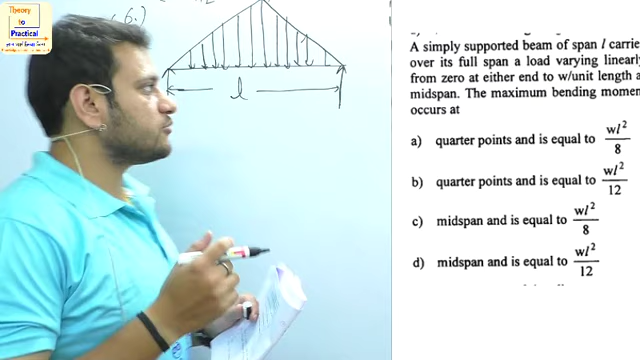 Theory
to
Practical
6.)
l
A simply supported beam of span l carrie
over its full span a load varying linearly
from zero at either end to w/unit length a
midspan. The maximum bending momen
occurs at
a) quarter points and is equal to wl²/8
b) quarter points and is equal to wl²/12
c) midspan and is equal to wl²/8
d) midspan and is equal to wl²/12